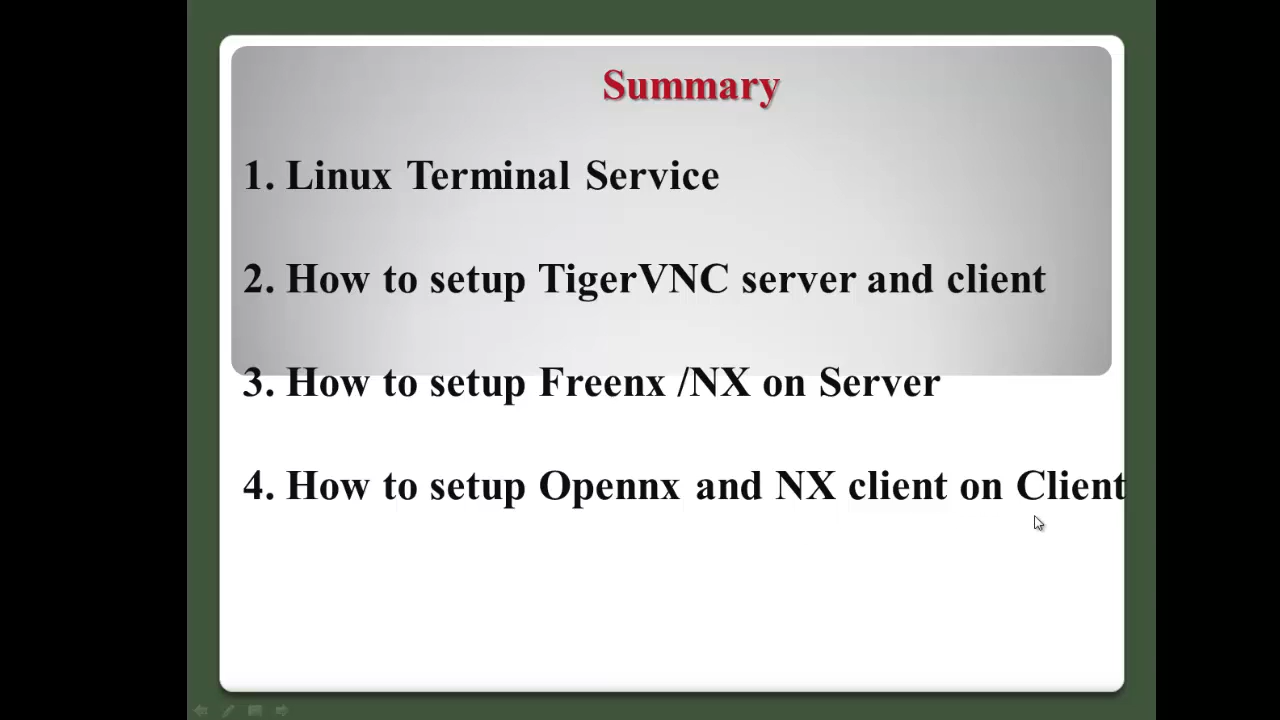 Summary
1. Linux Terminal Service
2. How to setup TigerVNC server and client
3. How to setup Freenx /NX on Server
4. How to setup Opennx and NX client on Client